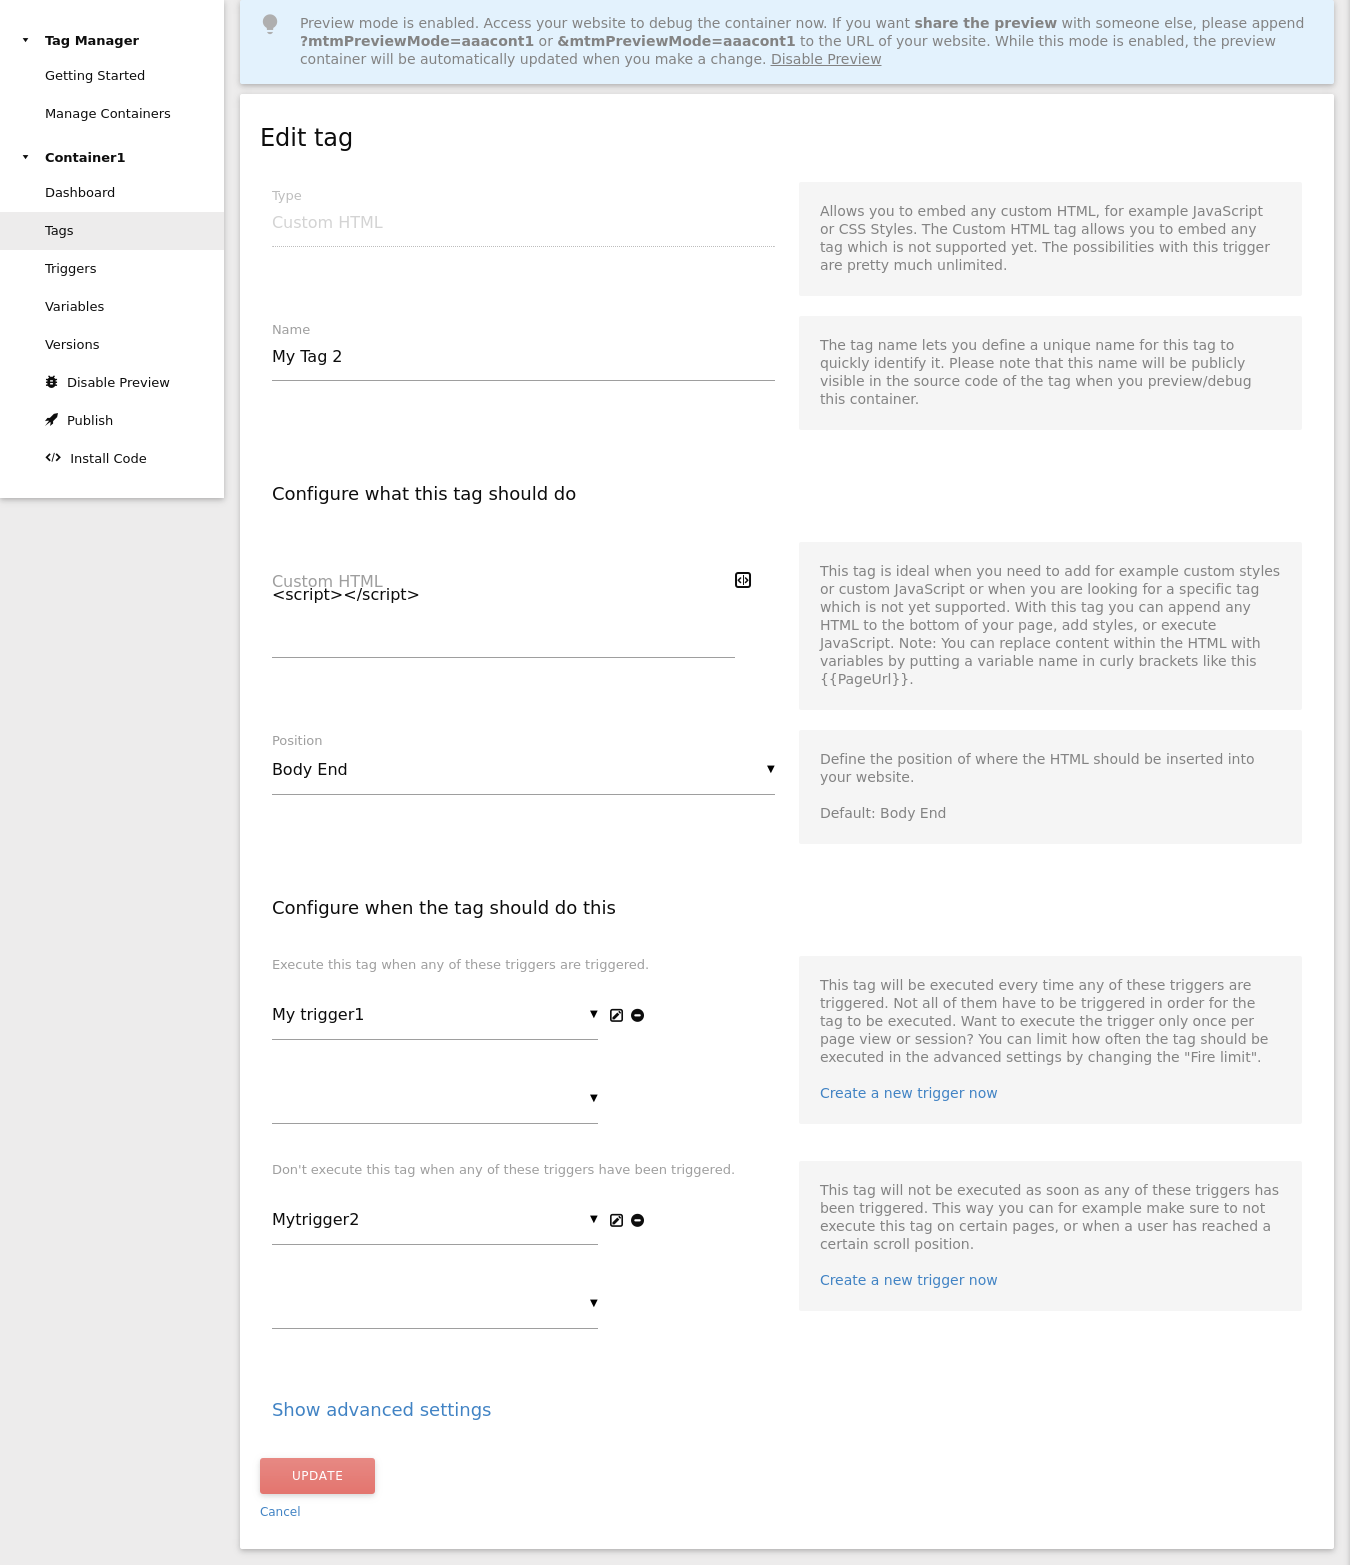 Tag Manager
Getting Started
Manage Containers
Container1
Dashboard
Tags
Triggers
Variables
Versions
Disable Preview
Publish
Install Code
Preview mode is enabled. Access your website to debug the container now. If you want share the preview with someone else, please append
?mtmPreviewMode=aaacont1 or &mtmPreviewMode=aaacont1 to the URL of your website. While this mode is enabled, the preview
container will be automatically updated when you make a change. Disable Preview
Edit tag
Type
Custom HTML
Allows you to embed any custom HTML, for example JavaScript
or CSS Styles. The Custom HTML tag allows you to embed any
tag which is not supported yet. The possibilities with this trigger
are pretty much unlimited.
Name
My Tag 2
The tag name lets you define a unique name for this tag to
quickly identify it. Please note that this name will be publicly
visible in the source code of the tag when you preview/debug
this container.
Configure what this tag should do
Custom HTML
<script></script>
This tag is ideal when you need to add for example custom styles
or custom JavaScript or when you are looking for a specific tag
which is not yet supported. With this tag you can append any
HTML to the bottom of your page, add styles, or execute
JavaScript. Note: You can replace content within the HTML with
variables by putting a variable name in curly brackets like this
{{PageUrl}}.
Position
Body End
Define the position of where the HTML should be inserted into
your website.
Default: Body End
Configure when the tag should do this
Execute this tag when any of these triggers are triggered.
My trigger1
This tag will be executed every time any of these triggers are
triggered. Not all of them have to be triggered in order for the
tag to be executed. Want to execute the trigger only once per
page view or session? You can limit how often the tag should be
executed in the advanced settings by changing the "Fire limit".
Create a new trigger now
Don't execute this tag when any of these triggers have been triggered.
Mytrigger2
This tag will not be executed as soon as any of these triggers has
been triggered. This way you can for example make sure to not
execute this tag on certain pages, or when a user has reached a
certain scroll position.
Create a new trigger now
Show advanced settings
UPDATE
Cancel